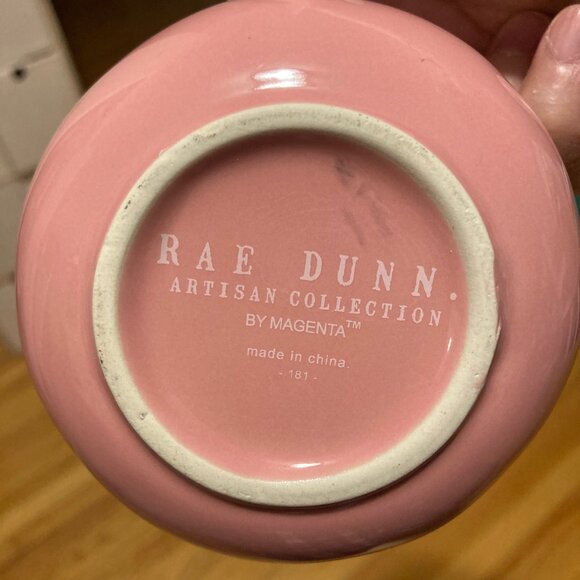 RAE DUNN.
ARTISAN COLLECTION
BY MAGENTA™
made in china.
- 181 -